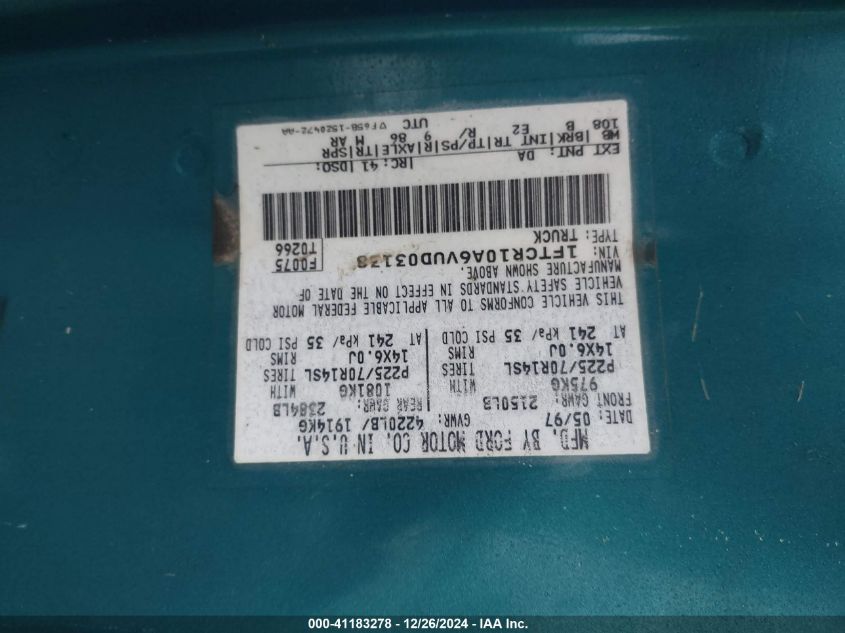 MFD. BY FORD MOTOR CO. IN U.S.A.
DATE: 05/97 GVWR: 4220LB/ 1914KG
FRONT GAWR: 2150LB REAR GAWR: 2384LB
975KG WITH 1081KG WITH
P225/70R14SL TIRES P225/70R14SL TIRES
14X6.0J RIMS 14X6.0J RIMS
AT 241 kPa/ 35 PSI COLD AT 241 kPa/ 35 PSI COLD
THIS VEHICLE CONFORMS TO ALL APPLICABLE FEDERAL MOTOR
VEHICLE SAFETY STANDARDS IN EFFECT ON THE DATE OF
MANUFACTURE SHOWN ABOVE.
VIN: 1FTCR10A6VUD03138 F0075
TYPE: TRUCK T0266
EXT PNT: DA RC: 41 DSO:
WB BRK INT TR TP/PS R AXLE TR SPR
108 B E2 R/ 9 86 M AR
UTC ▽F65B-1520472-AA
000-41183278 - 12/26/2024 - IAA Inc.